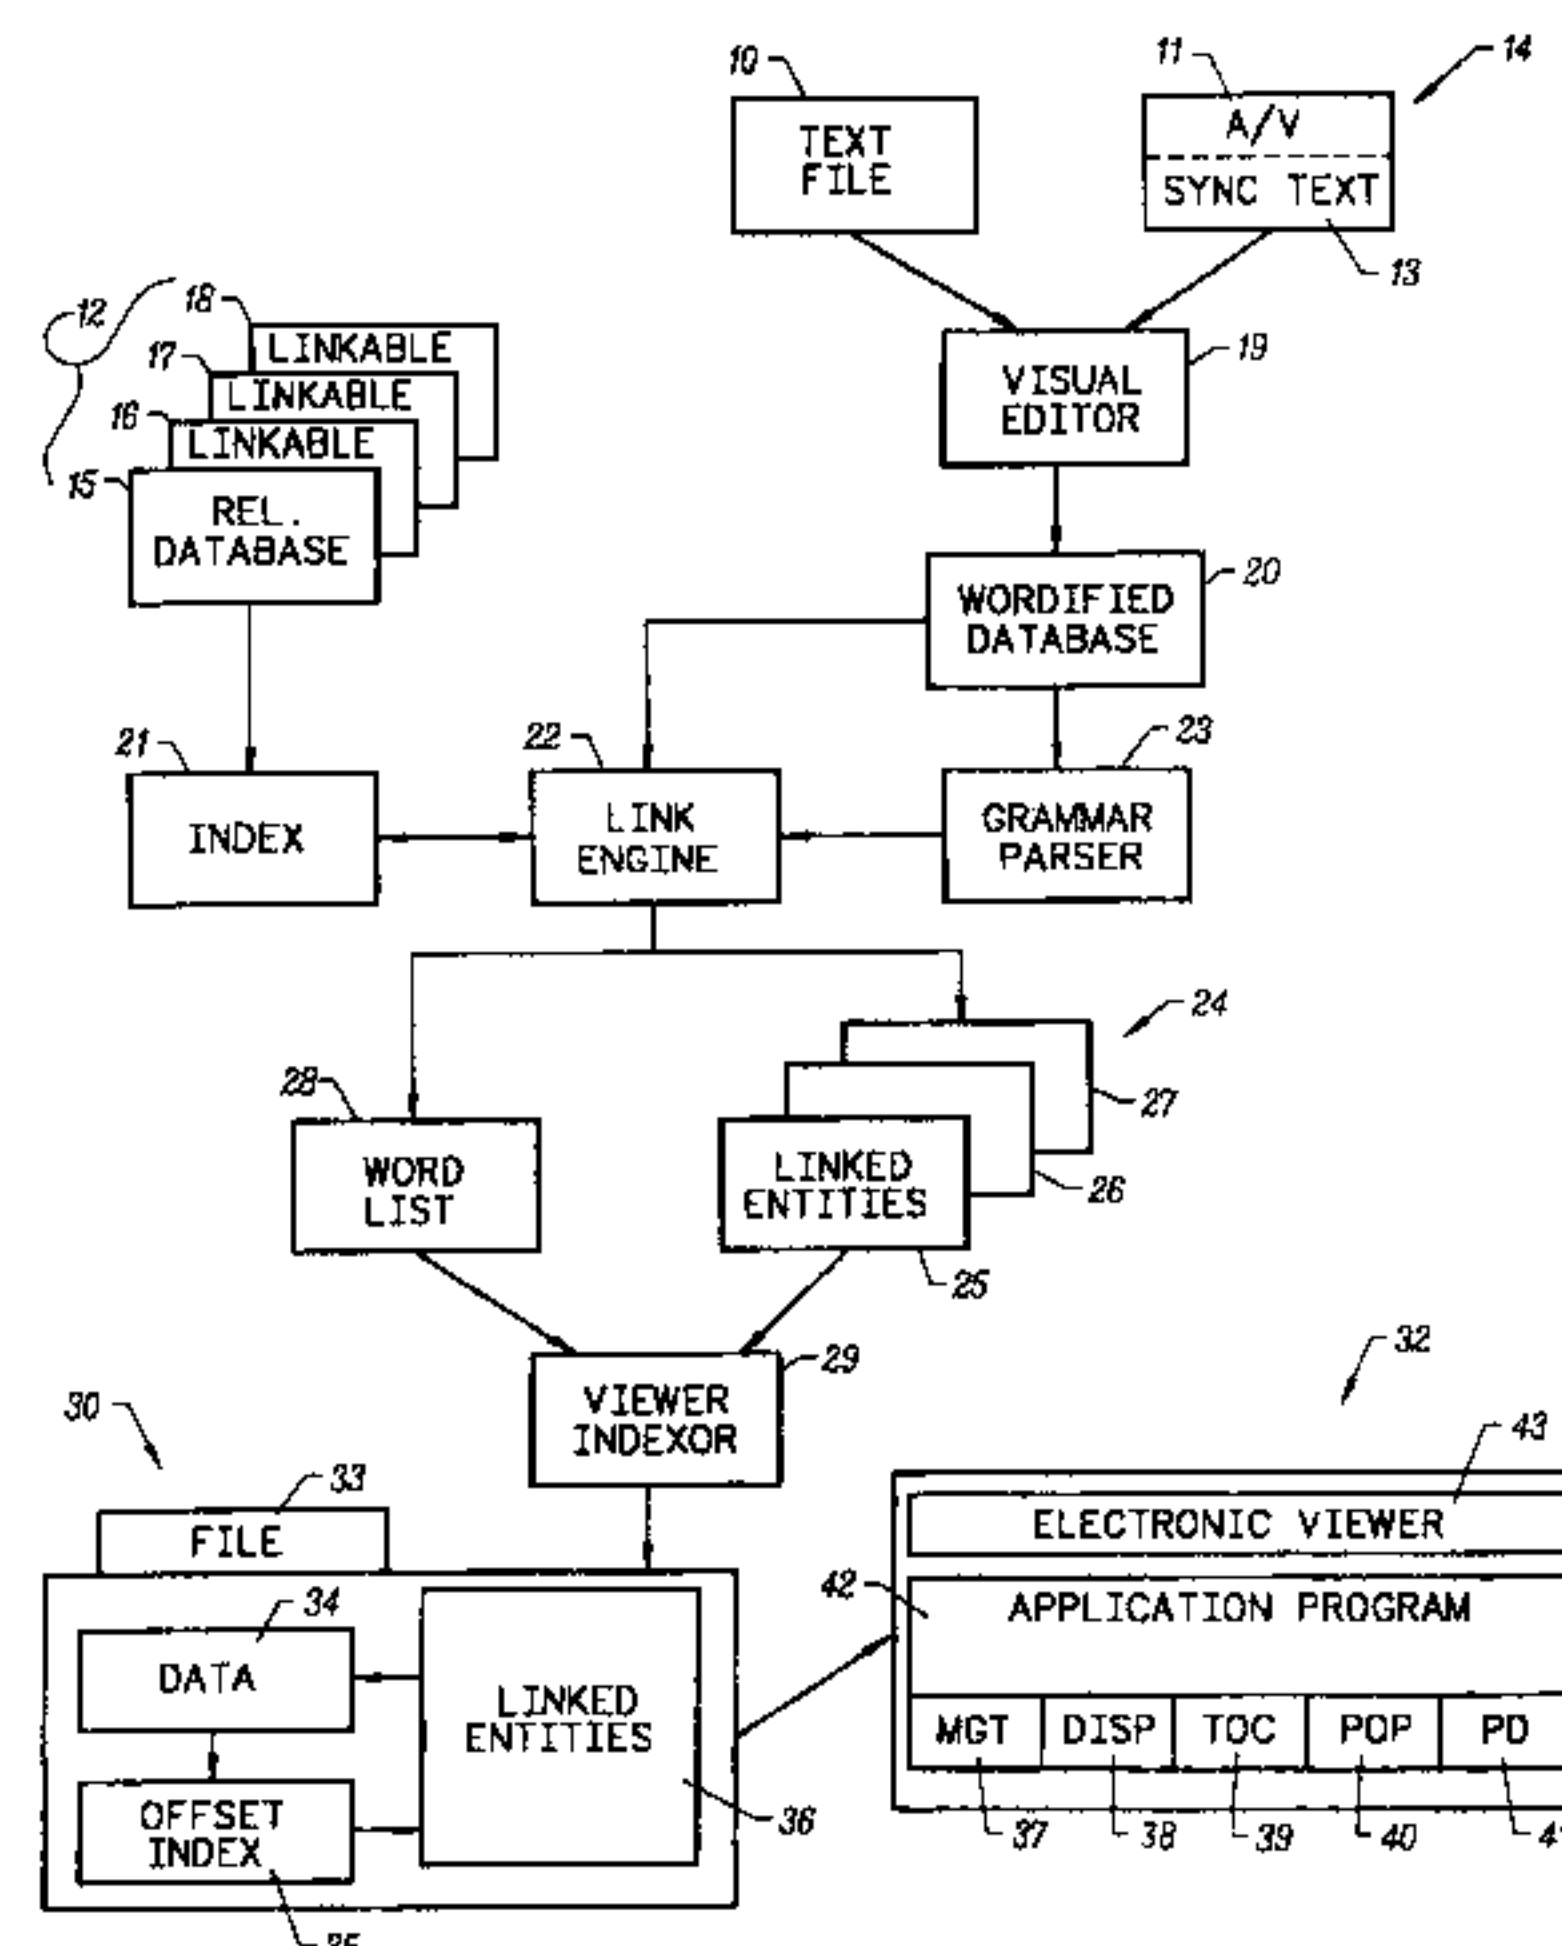 10
11
14
TEXT
FILE
A/V
SYNC TEXT
13
12
18
LINKABLE
17
LINKABLE
16
LINKABLE
15
REL.
DATABASE
19
VISUAL
EDITOR
20
WORDIFIED
DATABASE
21
INDEX
22
LINK
ENGINE
23
GRAMMAR
PARSER
24
27
28
WORD
LIST
LINKED
ENTITIES
26
25
29
VIEWER
INDEXOR
32
30
33
FILE
43
ELECTRONIC VIEWER
34
DATA
42
APPLICATION PROGRAM
LINKED
ENTITIES
MGT DISP TOC POP PD
OFFSET
INDEX
36
37 38 39 40